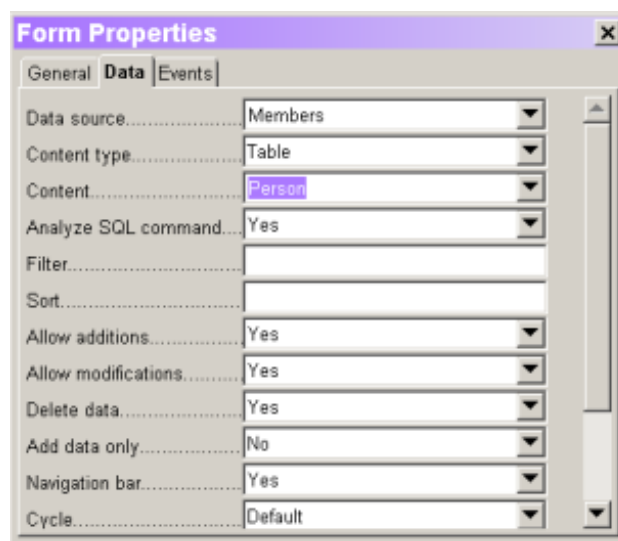 Form Properties
General Data Events
Data source..................... Members
Content type................... Table
Content.......................... Person
Analyze SQL command.... Yes
Filter..............................
Sort...............................
Allow additions................ Yes
Allow modifications.......... Yes
Delete data..................... Yes
Add data only.................. No
Navigation bar................. Yes
Cycle............................. Default